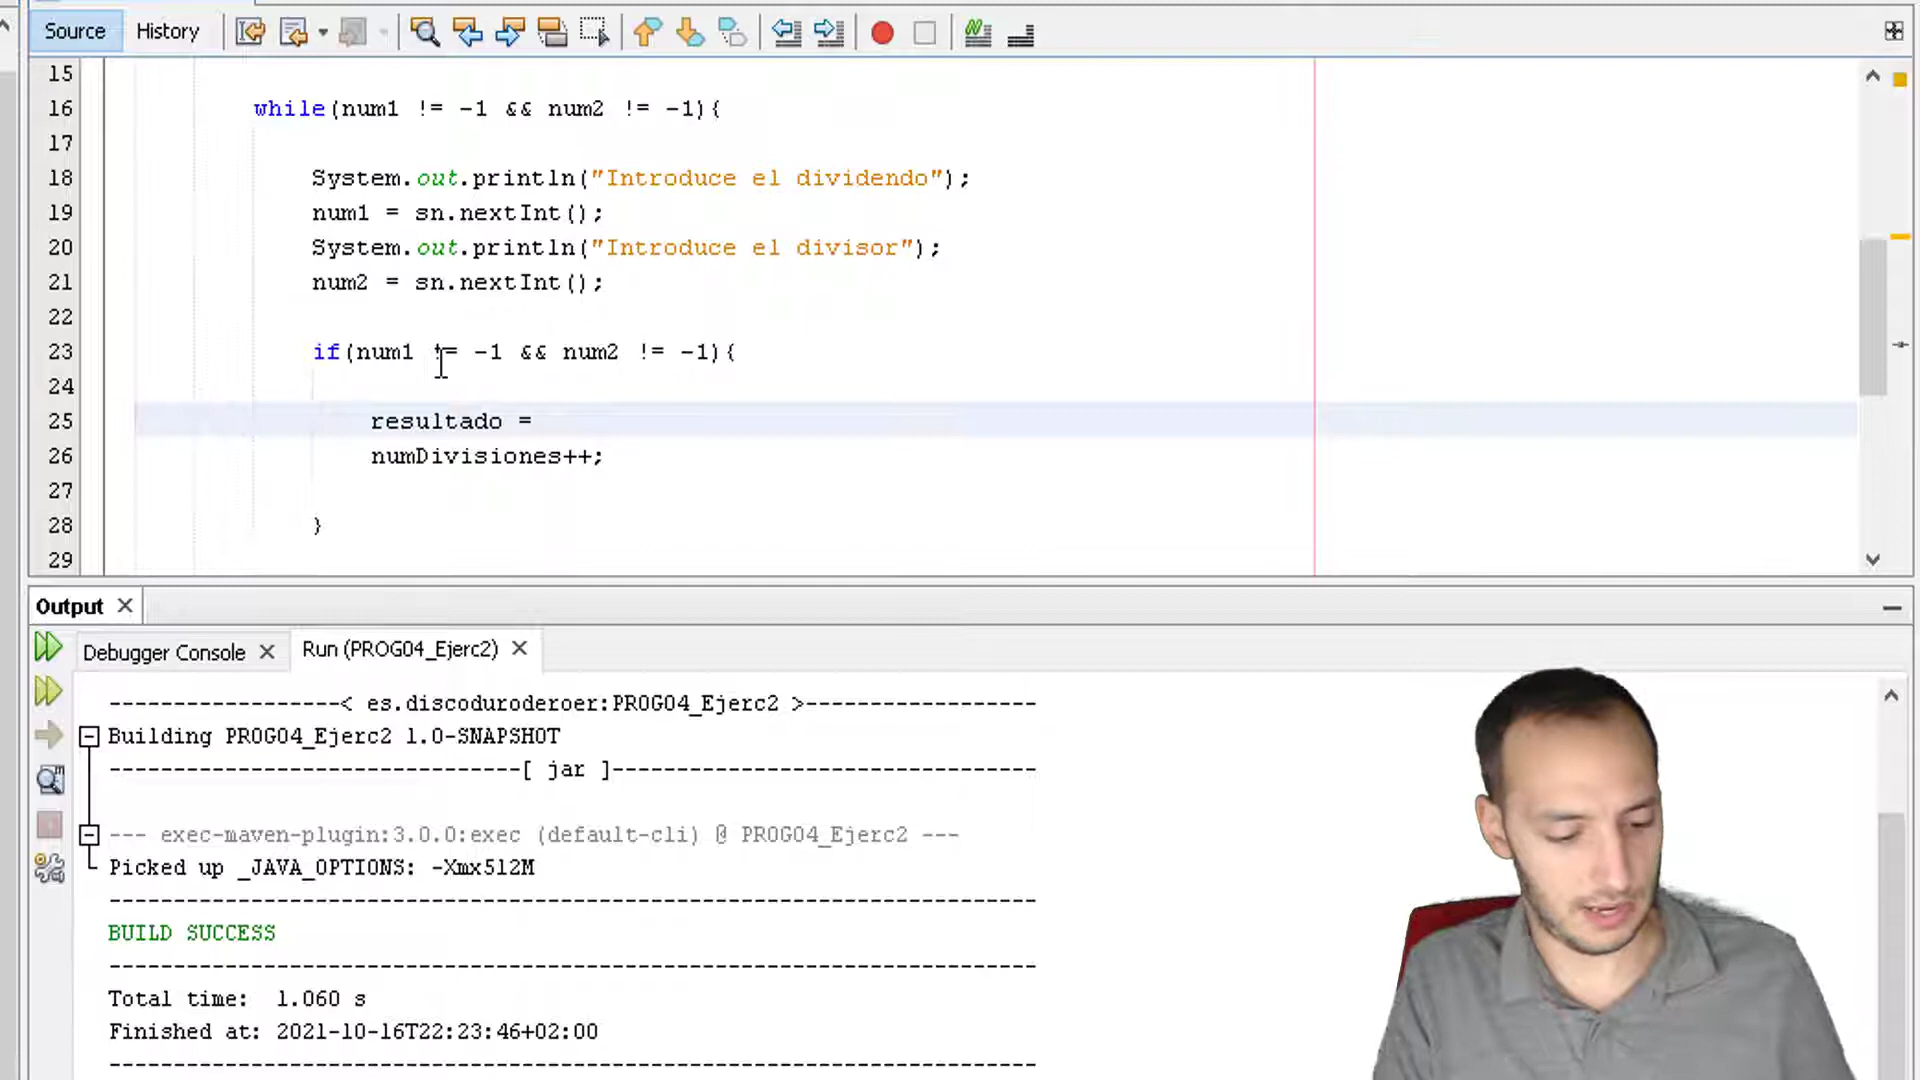 Source History
15
16 while(num1 != -1 && num2 != -1){
17
18 System.out.println("Introduce el dividendo");
19 num1 = sn.nextInt();
20 System.out.println("Introduce el divisor");
21 num2 = sn.nextInt();
22
23 if(num1 != -1 && num2 != -1){
24
25 resultado =
26 numDivisiones++;
27
28 }
29
Output
Debugger Console Run (PROG04_Ejerc2)
------------------< es.discoduroderoer:PROG04_Ejerc2 >------------------
Building PROG04_Ejerc2 1.0-SNAPSHOT
--------------------------------[ jar ]---------------------------------
--- exec-maven-plugin:3.0.0:exec (default-cli) @ PROG04_Ejerc2 ---
Picked up _JAVA_OPTIONS: -Xmx512M
------------------------------------------------------------------------
BUILD SUCCESS
------------------------------------------------------------------------
Total time: 1.060 s
Finished at: 2021-10-16T22:23:46+02:00
------------------------------------------------------------------------